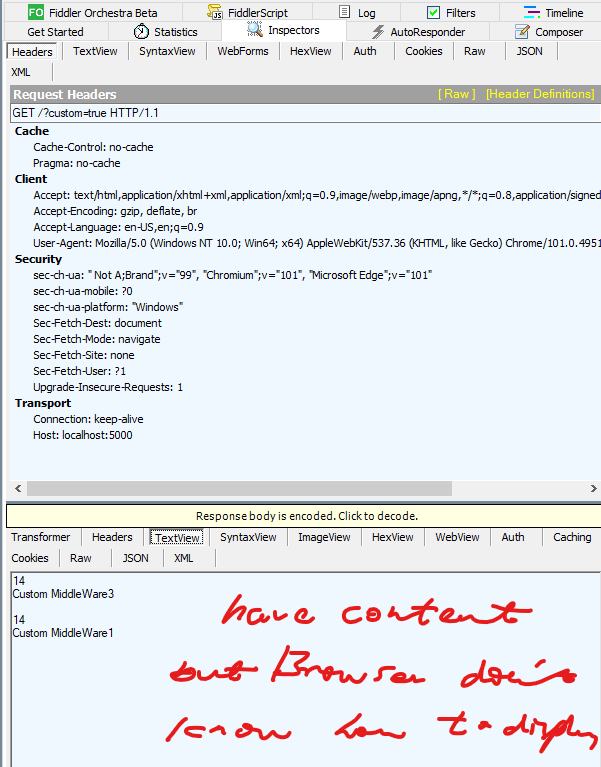 Fiddler Orchestra Beta FiddlerScript Log Filters Timeline
Get Started Statistics Inspectors AutoResponder Composer
Headers TextView SyntaxView WebForms HexView Auth Cookies Raw JSON
XML
Request Headers [ Raw ] [Header Definitions]
GET /?custom=true HTTP/1.1
Cache
Cache-Control: no-cache
Pragma: no-cache
Client
Accept: text/html,application/xhtml+xml,application/xml;q=0.9,image/webp,image/apng,*/*;q=0.8,application/signed
Accept-Encoding: gzip, deflate, br
Accept-Language: en-US,en;q=0.9
User-Agent: Mozilla/5.0 (Windows NT 10.0; Win64; x64) AppleWebKit/537.36 (KHTML, like Gecko) Chrome/101.0.4951
Security
sec-ch-ua: " Not A;Brand";v="99", "Chromium";v="101", "Microsoft Edge";v="101"
sec-ch-ua-mobile: ?0
sec-ch-ua-platform: "Windows"
Sec-Fetch-Dest: document
Sec-Fetch-Mode: navigate
Sec-Fetch-Site: none
Sec-Fetch-User: ?1
Upgrade-Insecure-Requests: 1
Transport
Connection: keep-alive
Host: localhost:5000
Response body is encoded. Click to decode.
Transformer Headers TextView SyntaxView ImageView HexView WebView Auth Caching
Cookies Raw JSON XML
14
Custom MiddleWare3
14
Custom MiddleWare1
have content
but Browser
know how to display